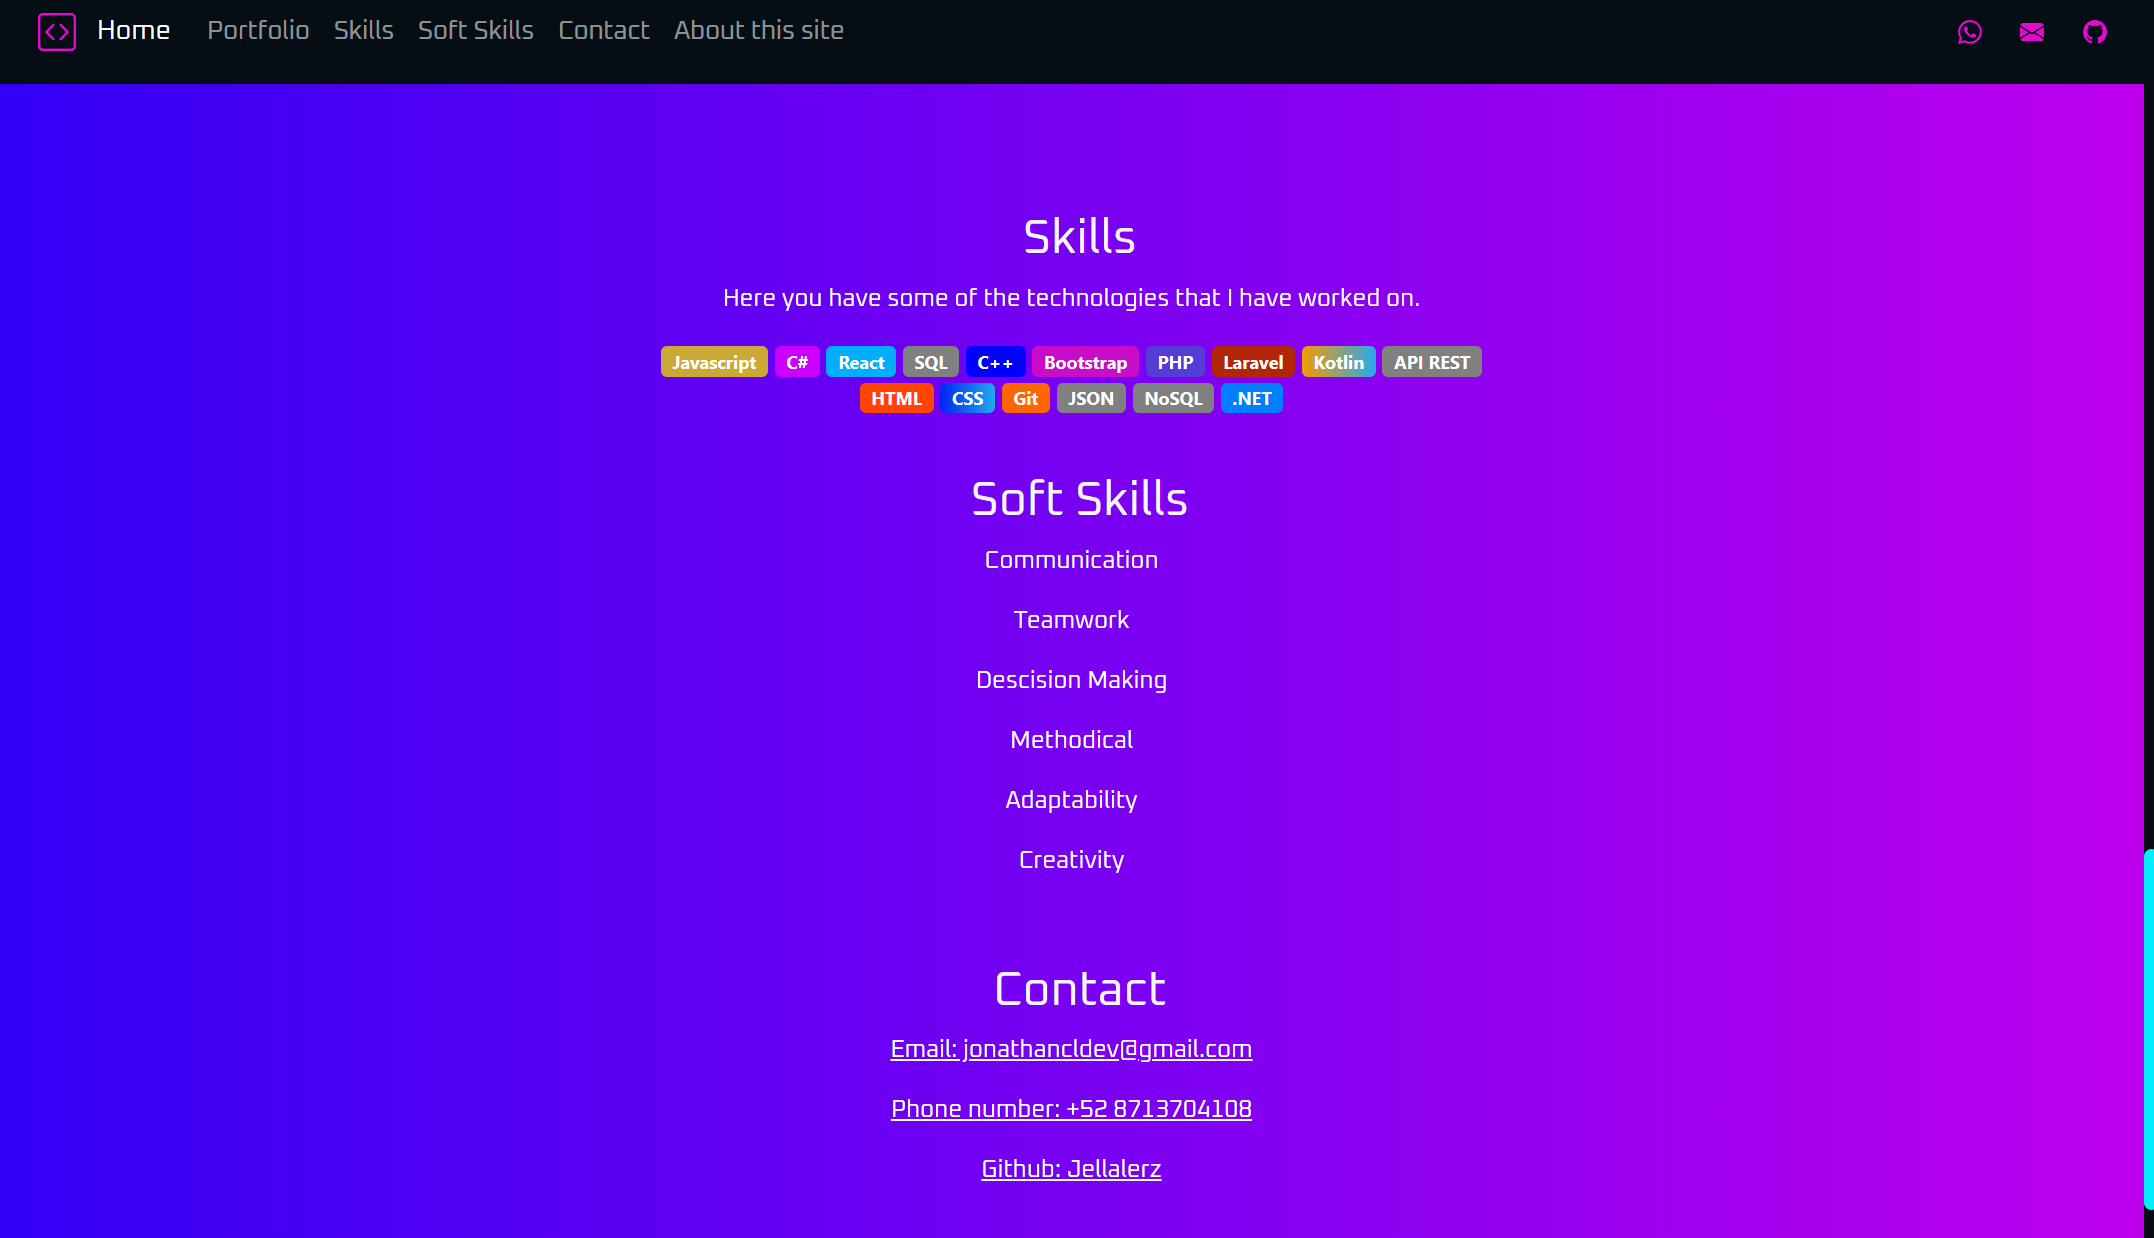 Home Portfolio Skills Soft Skills Contact About this site
Skills
Here you have some of the technologies that I have worked on.
Javascript C# React SQL C++ Bootstrap PHP Laravel Kotlin API REST
HTML CSS Git JSON NoSQL .NET
Soft Skills
Communication
Teamwork
Descision Making
Methodical
Adaptability
Creativity
Contact
Email: jonathancldev@gmail.com
Phone number: +52 8713704108
Github: Jellalerz